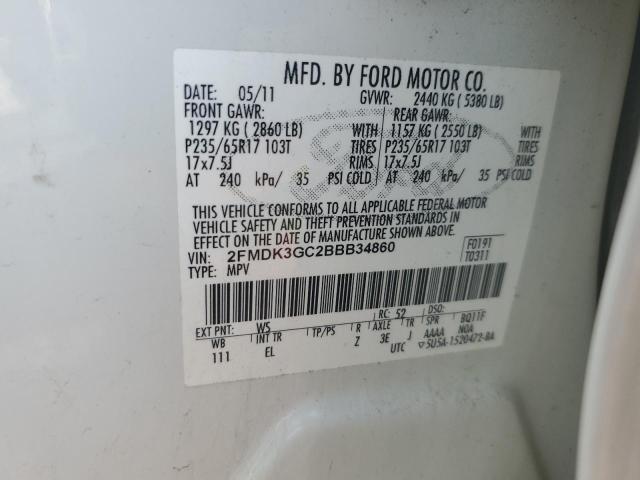 MFD. BY FORD MOTOR CO.
DATE: 05/11 GVWR: 2440 KG ( 5380 LB)
FRONT GAWR: REAR GAWR:
1297 KG ( 2860 LB) WITH 1157 KG ( 2550 LB) WITH
P235/65R17 103T TIRES P235/65R17 103T TIRES
17x7.5J RIMS 17x7.5J RIMS
AT 240 kPa/ 35 PSI COLD AT 240 kPa/ 35 PSI COLD
THIS VEHICLE CONFORMS TO ALL APPLICABLE FEDERAL MOTOR
VEHICLE SAFETY AND THEFT PREVENTION STANDARDS IN
EFFECT ON THE DATE OF MANUFACTURE SHOWN ABOVE.
VIN: 2FMDK3GC2BBB34860 F0191
TYPE: MPV T0311
EXT PNT: WS RC: 52 DSO:
WB INT TR TP/PS R AXLE TR SPR BQ11F
111 EL Z 3E J AAAA N0A
UTC ▽5U5A-1520472-BA
Ford